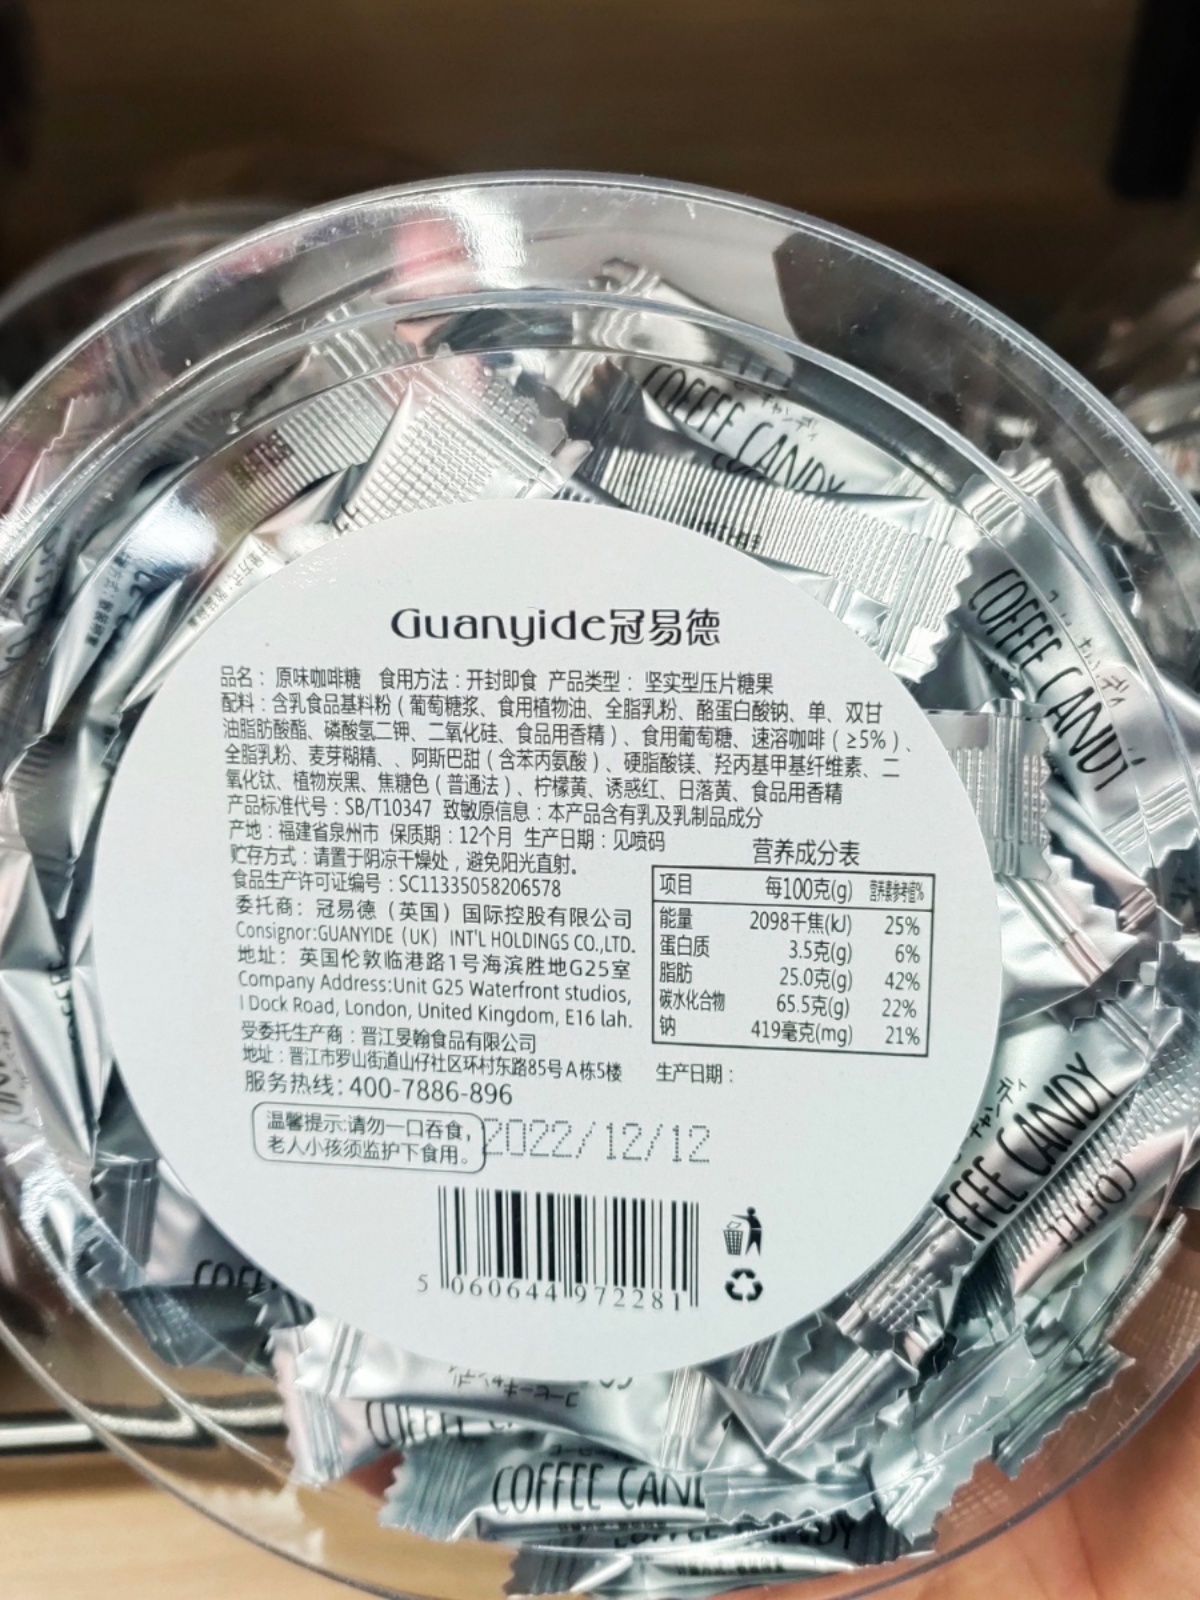 COFFEE CANDY
COFFEE CANDY
Guanyide冠易德
品名：原味咖啡糖 食用方法：开封即食 产品类型：坚实型压片糖果
配料：含乳食品基料粉（葡萄糖浆、食用植物油、全脂乳粉、酪蛋白酸钠、单、双甘
油脂肪酸酯、磷酸氢二钾、二氧化硅、食品用香精）、食用葡萄糖、速溶咖啡（≥5%）、
全脂乳粉、麦芽糊精、、阿斯巴甜（含苯丙氨酸）、硬脂酸镁、羟丙基甲基纤维素、二
氧化钛、植物炭黑、焦糖色（普通法）、柠檬黄、诱惑红、日落黄、食品用香精
产品标准代号：SB/T10347 致敏原信息：本产品含有乳及乳制品成分
产地：福建省泉州市 保质期：12个月 生产日期：见喷码
贮存方式：请置于阴凉干燥处，避免阳光直射。
食品生产许可证编号：SC11335058206578
委托商：冠易德（英国）国际控股有限公司
Consignor:GUANYIDE（UK）INT'L HOLDINGS CO.,LTD.
地址：英国伦敦临港路1号海滨胜地G25室
Company Address:Unit G25 Waterfront studios,
I Dock Road, London, United Kingdom, E16 lah.
受委托生产商：晋江旻翰食品有限公司
地址：晋江市罗山街道山仔社区环村东路85号A栋5楼
服务热线：400-7886-896
营养成分表
项目 每100克(g) 营养素参考值%
能量 2098千焦(kJ) 25%
蛋白质 3.5克(g) 6%
脂肪 25.0克(g) 42%
碳水化合物 65.5克(g) 22%
钠 419毫克(mg) 21%
生产日期：
温馨提示:请勿一口吞食，
老人小孩须监护下食用。
2022/12/12
5 060644 972281
COFFEE CANDY
COFFEE
コーヒーキャンディ
COFFEE CAND